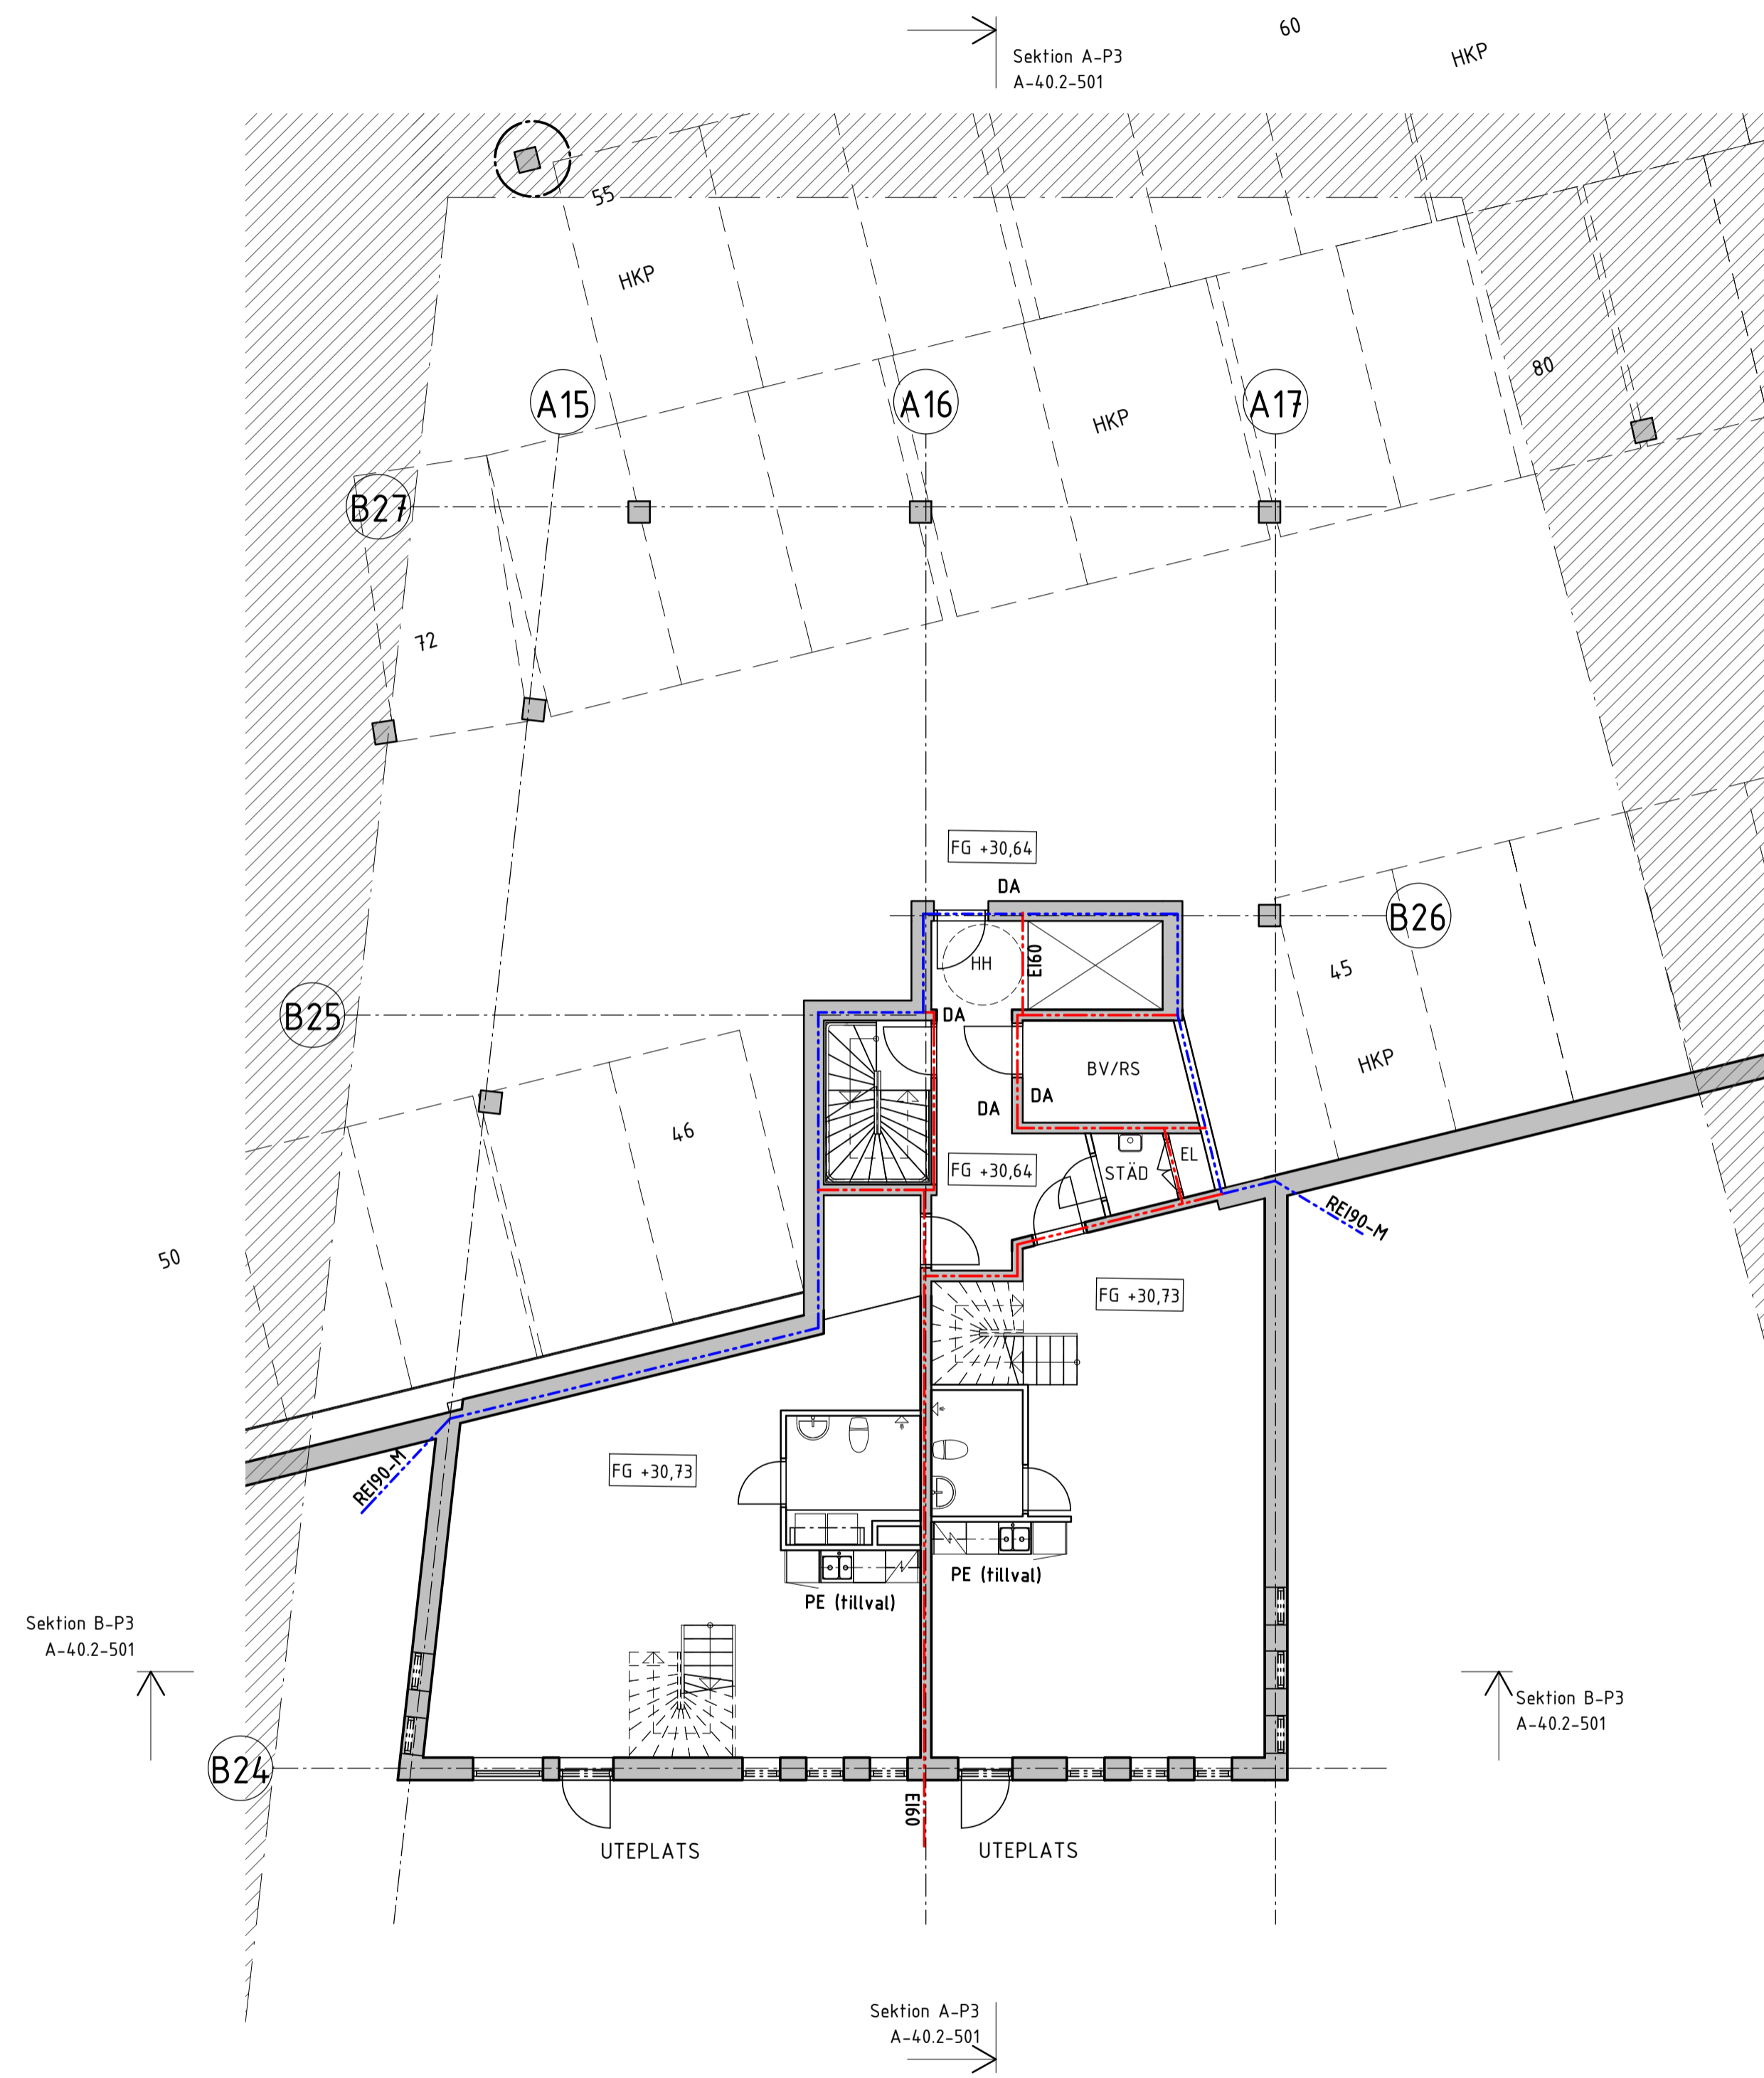 60
HKP
Sektion A-P3
A-40.2-501
55
HKP
80
A15
A16
A17
HKP
B27
72
FG +30,64
DA
B26
HH
EI60
45
B25
DA
HKP
BV/RS
DA
DA
46
EL
FG +30,64
STÄD
REI90-M
50
FG +30,73
REI90-M
FG +30,73
PE (tillval)
PE (tillval)
Sektion B-P3
A-40.2-501
Sektion B-P3
A-40.2-501
B24
EI60
UTEPLATS
UTEPLATS
Sektion A-P3
A-40.2-501